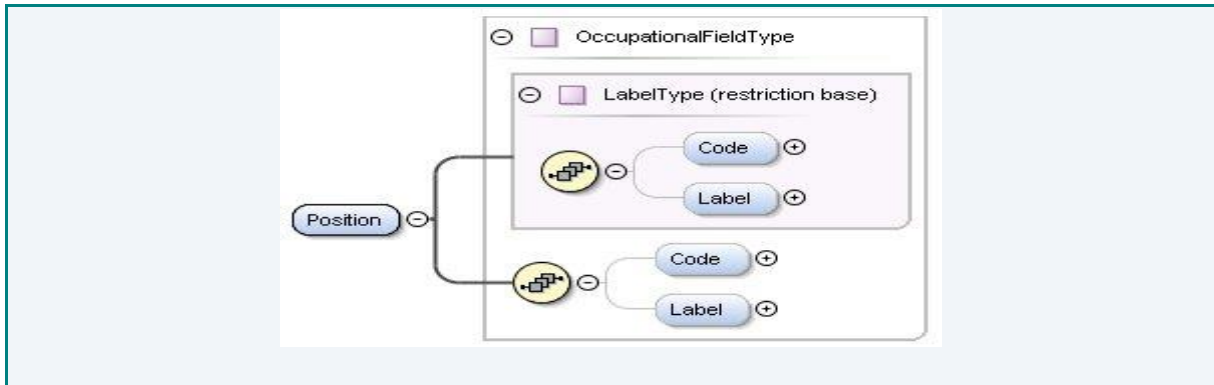 OccupationalFieldType
LabelType (restriction base)
Code
Label
Position
Code
Label